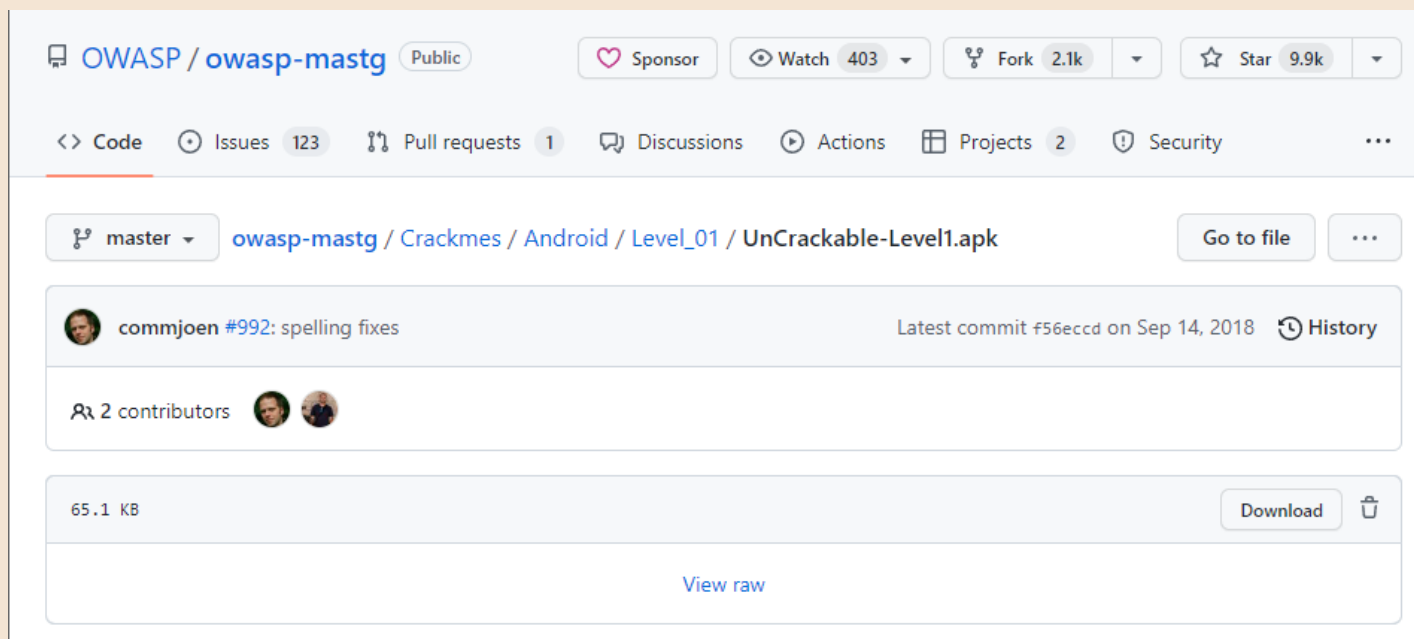 OWASP / owasp-mastg Public Sponsor Watch 403 Fork 2.1k Star 9.9k
<> Code Issues 123 Pull requests 1 Discussions Actions Projects 2 Security ...
master owasp-mastg / Crackmes / Android / Level_01 / UnCrackable-Level1.apk Go to file ...
commjoen #992: spelling fixes Latest commit f56eccd on Sep 14, 2018 History
2 contributors
65.1 KB Download
View raw